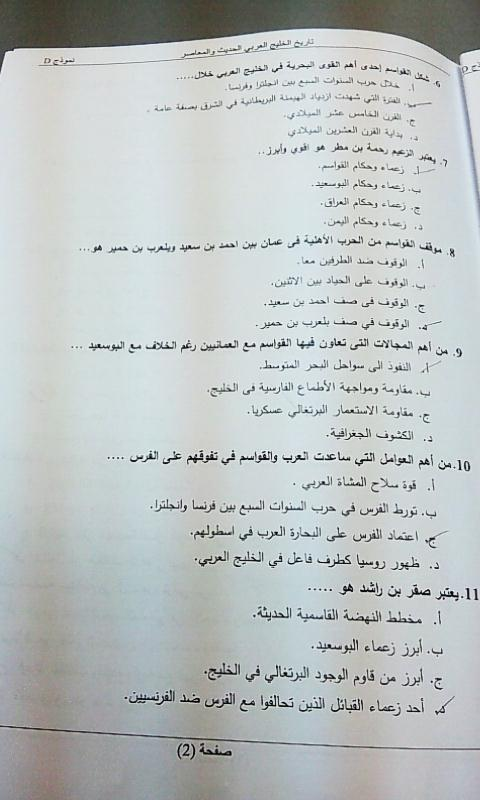 تاريخ الخليج العربي الحديث والمعاصر
نموذج D
6. شكل القواسم إحدى أهم القوى البحرية في الخليج العربي خلال.....
أ. خلال حرب السنوات السبع بين انجلترا وفرنسا.
ب. الفترة التي شهدت ازدياد الهيمنة البريطانية في الشرق بصفة عامة .
ج. القرن الخامس عشر الميلادي.
د. بداية القرن العشرين الميلادي
7. يعتبر الزعيم رحمة بن مطر هو اقوي وأبرز..
أ. زعماء وحكام القواسم.
ب. زعماء وحكام البوسعيد.
ج. زعماء وحكام العراق.
د. زعماء وحكام اليمن.
8. موقف القواسم من الحرب الأهلية فى عمان بين احمد بن سعيد وبلعرب بن حمير هو...
أ. الوقوف ضد الطرفين معا.
ب. الوقوف على الحياد بين الاثنين.
ج. الوقوف فى صف احمد بن سعيد.
د. الوقوف في صف بلعرب بن حمير.
9. من أهم المجالات التى تعاون فيها القواسم مع العمانيين رغم الخلاف مع البوسعيد ...
أ. النفوذ الى سواحل البحر المتوسط.
ب. مقاومة ومواجهة الأطماع الفارسية فى الخليج.
ج. مقاومة الاستعمار البرتغالي عسكريا.
د. الكشوف الجغرافية.
10. من أهم العوامل التي ساعدت العرب والقواسم في تفوقهم على الفرس ....
أ. قوة سلاح المشاة العربي .
ب. تورط الفرس في حرب السنوات السبع بين فرنسا وانجلترا.
ج. اعتماد الفرس على البحارة العرب في اسطولهم.
د. ظهور روسيا كطرف فاعل في الخليج العربي.
11. يعتبر صقر بن راشد هو .....
أ. مخطط النهضة القاسمية الحديثة.
ب. أبرز زعماء البوسعيد.
ج. أبرز من قاوم الوجود البرتغالي في الخليج.
د. أحد زعماء القبائل الذين تحالفوا مع الفرس ضد الفرنسيين.
صفحة (2)